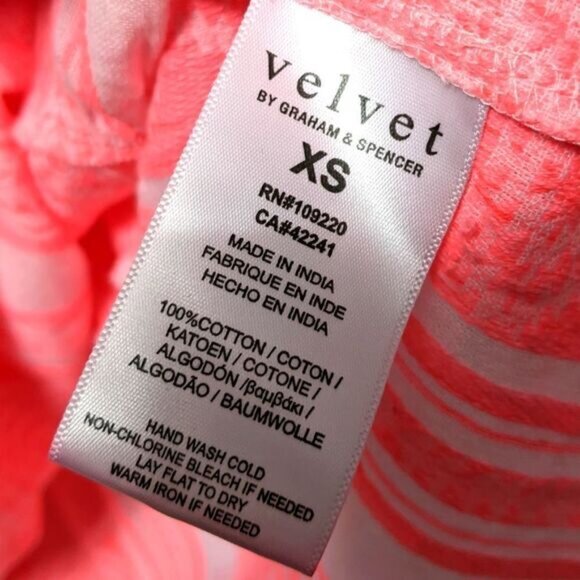 velvet
BY GRAHAM & SPENCER
XS
RN#109220
CA#42241
MADE IN INDIA
FABRIQUE EN INDE
HECHO EN INDIA
100%COTTON / COTON /
KATOEN / COTONE /
ALGODÓN /βαμβάκι /
ALGODÃO / BAUMWOLLE
HAND WASH COLD
NON-CHLORINE BLEACH IF NEEDED
LAY FLAT TO DRY
WARM IRON IF NEEDED